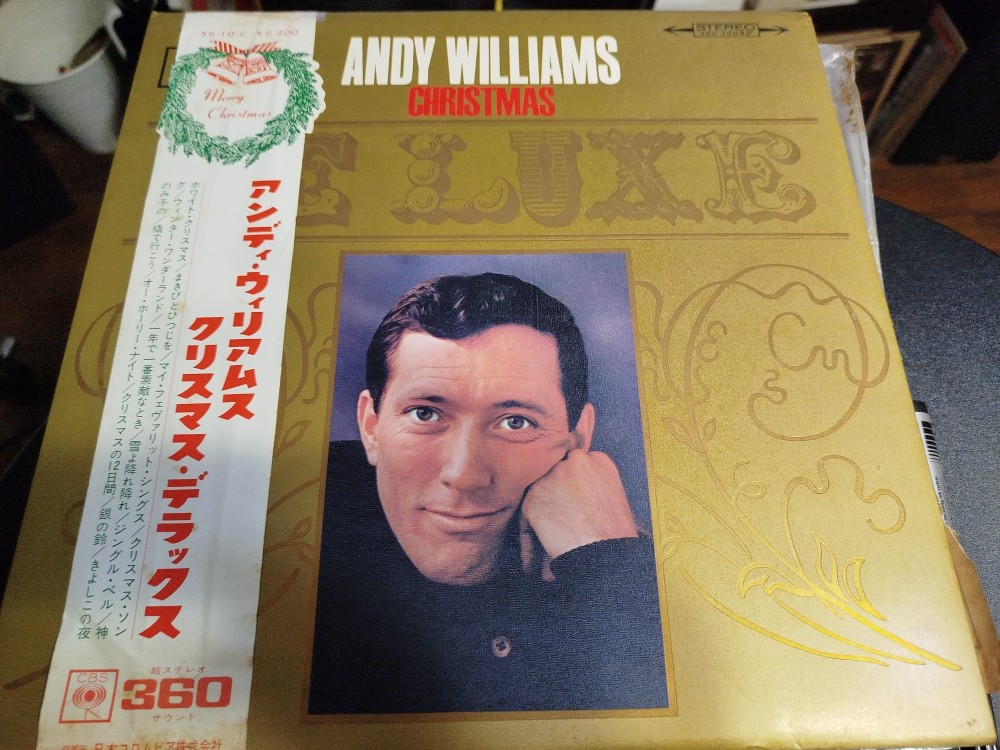 XS-10-C ¥2,200
Merry
Christmas
アンディ・ウィリアムス
クリスマス・デラックス
ホワイト・クリスマス/まきびとひつじを/マイ・フェヴァリット・シングス/クリスマス・ソン
グ/ウィンター・ワンダーランド/一年で一番素敵なとき/雪よ降れ降れ/ジングル・ベル/神
のみ子の/橇で行こう/オー・ホーリー・ナイト/クリスマスの12日間/銀の鈴/きよしこの夜
CBS
超ステレオ
360
サウンド
日本コロムビア株式会社
STEREO
360 SOUND
ANDY WILLIAMS
CHRISTMAS
ELUXE